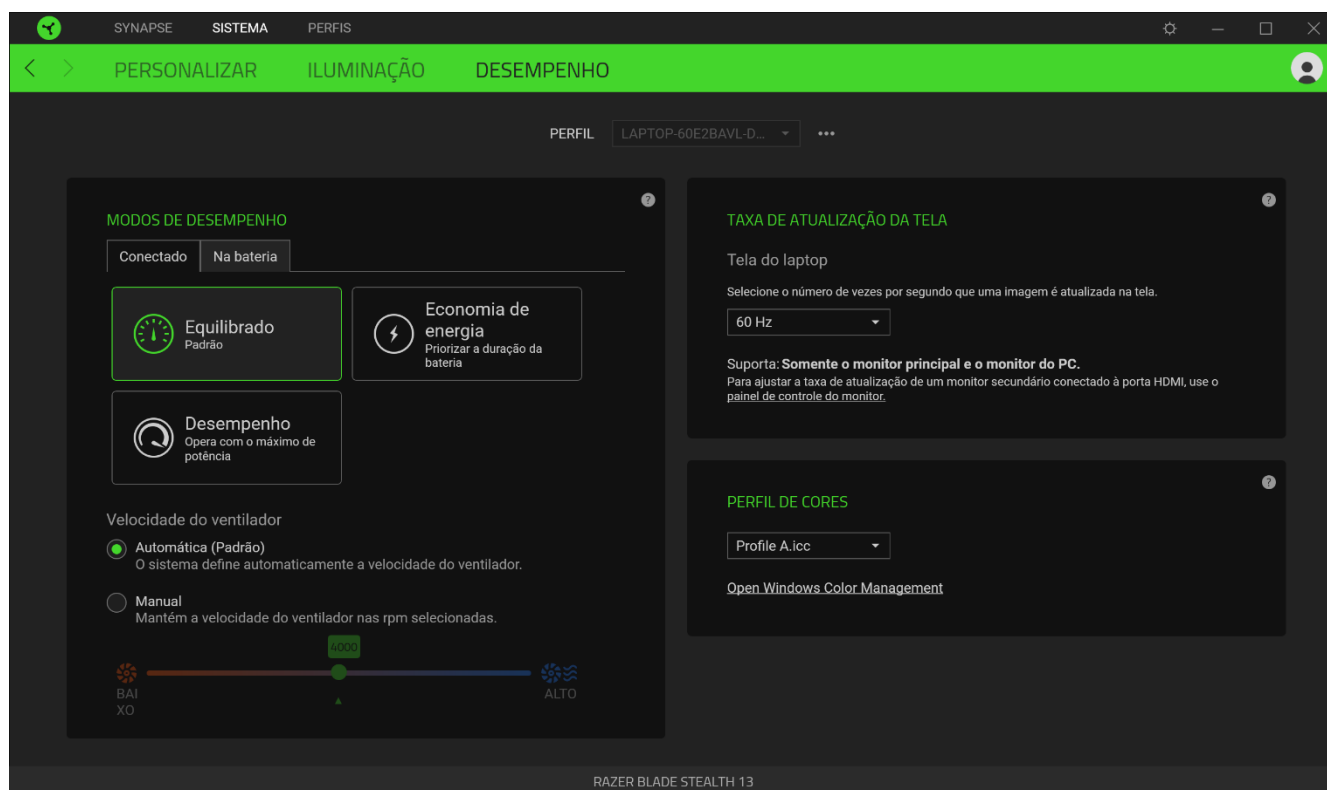 SYNAPSE SISTEMA PERFIS
PERSONALIZAR ILUMINAÇÃO DESEMPENHO
PERFIL LAPTOP-60E2BAVL-D...
MODOS DE DESEMPENHO
Conectado Na bateria
Equilibrado
Padrão
Economia de
energia
Priorizar a duração da
bateria
Desempenho
Opera com o máximo de
potência
Velocidade do ventilador
Automática (Padrão)
O sistema define automaticamente a velocidade do ventilador.
Manual
Mantém a velocidade do ventilador nas rpm selecionadas.
4000
BAI
XO
ALTO
TAXA DE ATUALIZAÇÃO DA TELA
Tela do laptop
Selecione o número de vezes por segundo que uma imagem é atualizada na tela.
60 Hz
Suporta: Somente o monitor principal e o monitor do PC.
Para ajustar a taxa de atualização de um monitor secundário conectado à porta HDMI, use o
painel de controle do monitor.
PERFIL DE CORES
Profile A.icc
Open Windows Color Management
RAZER BLADE STEALTH 13